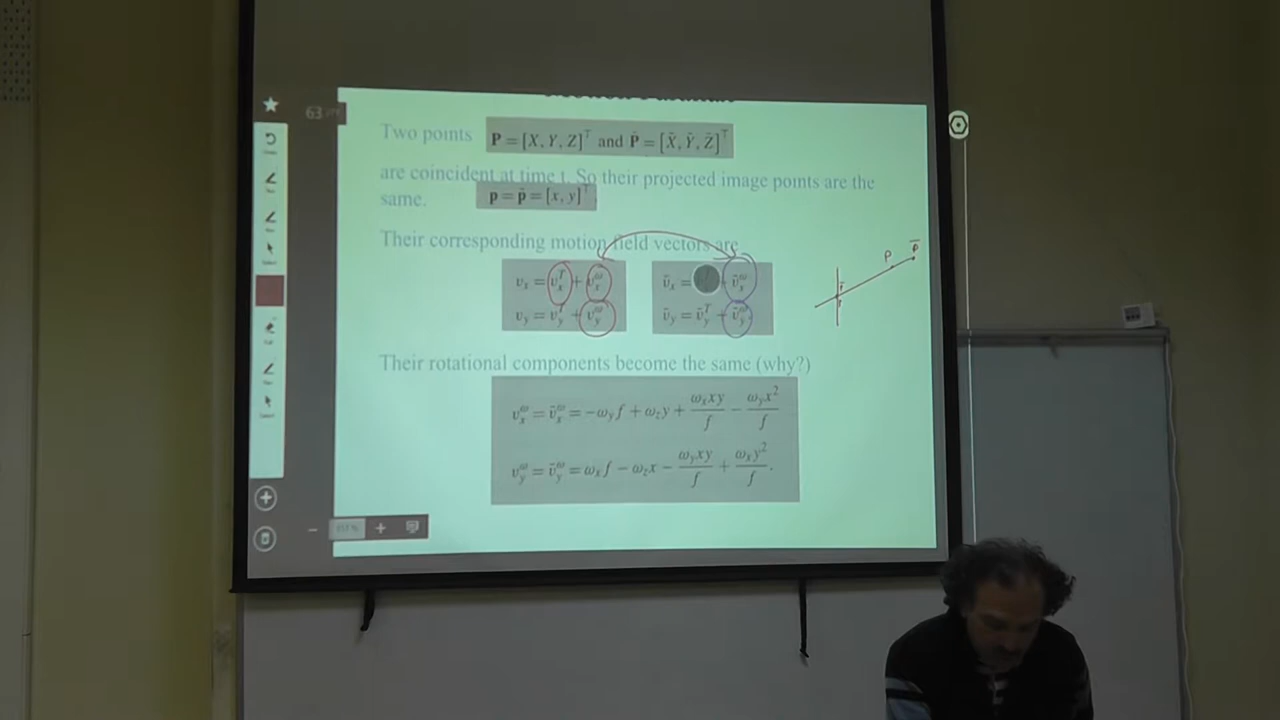 63
Two points P = [X, Y, Z]^T and P̄ = [X̄, Ȳ, Z̄]^T
are coincident at time t. So their projected image points are the
same. p = p̄ = [x, y]^T
Their corresponding motion field vectors are
v_x = v_x^T + v_x^ω v̄_x = + v̄_x^ω
v_y = v_y^T + v_y^ω v̄_y = v̄_y^T + v̄_y^ω
P P̄
Their rotational components become the same (why?)
v_x^ω = v̄_x^ω = −ω_y f + ω_z y + ω_x xy / f − ω_y x² / f
v_y^ω = v̄_y^ω = ω_x f − ω_z x − ω_y xy / f + ω_x y² / f.